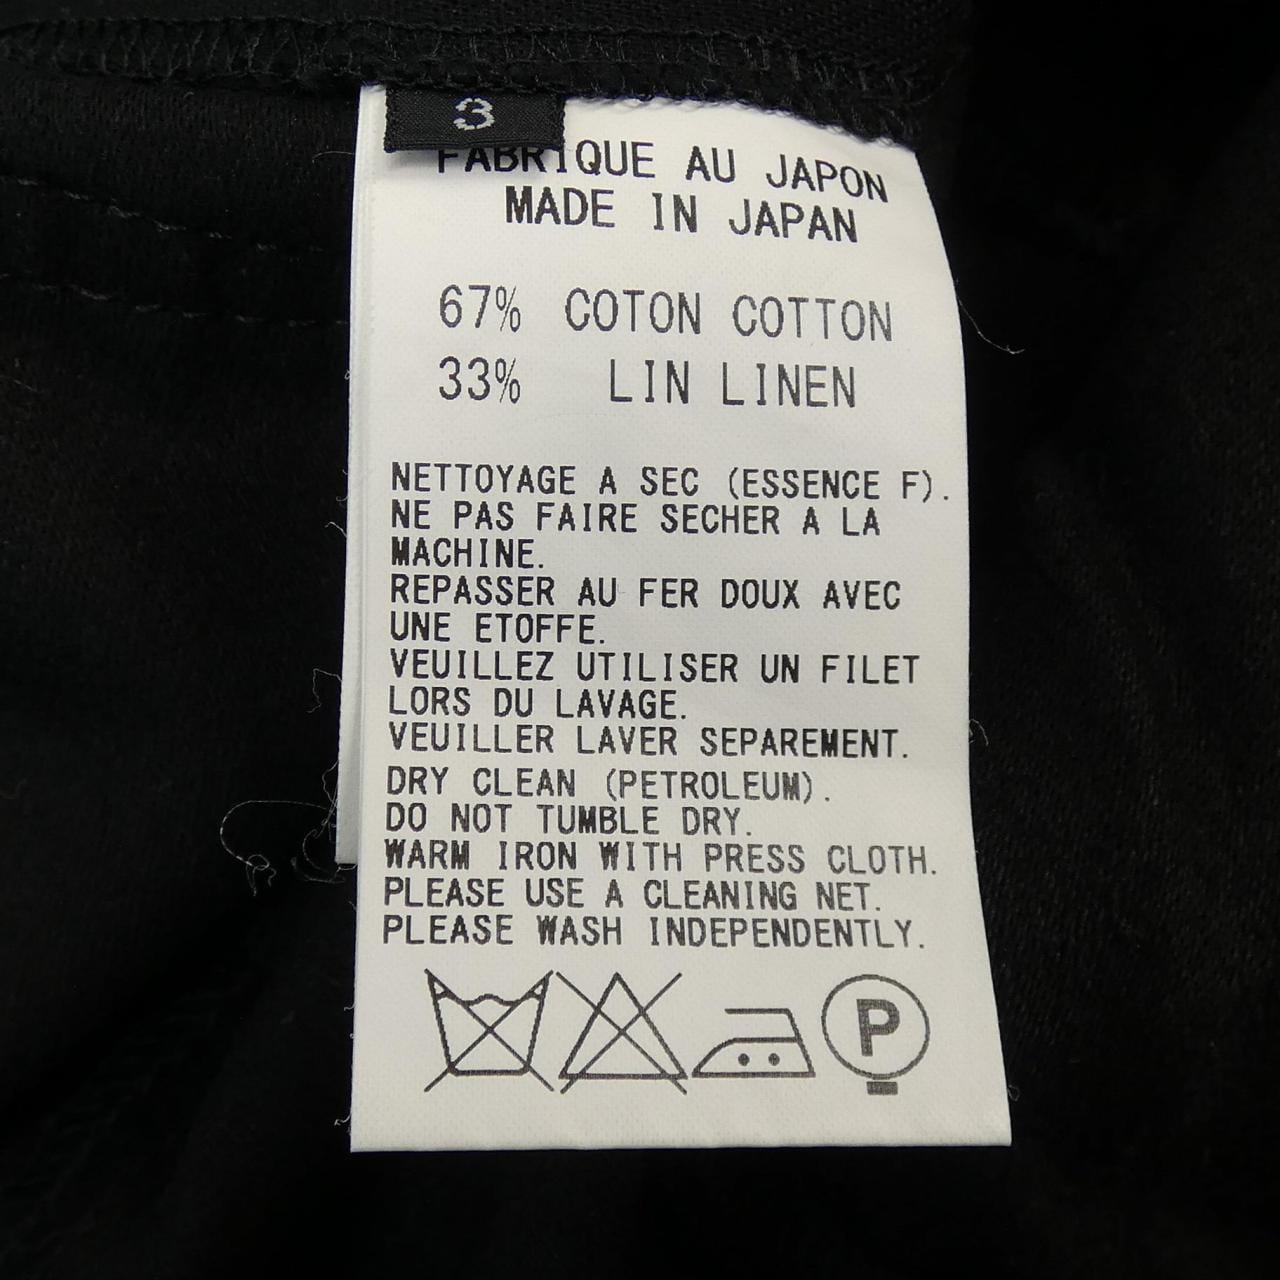 3
FABRIQUE AU JAPON
MADE IN JAPAN
67% COTON COTTON
33% LIN LINEN
NETTOYAGE A SEC (ESSENCE F).
NE PAS FAIRE SECHER A LA
MACHINE.
REPASSER AU FER DOUX AVEC
UNE ETOFFE.
VEUILLEZ UTILISER UN FILET
LORS DU LAVAGE.
VEUILLER LAVER SEPAREMENT.
DRY CLEAN (PETROLEUM).
DO NOT TUMBLE DRY.
WARM IRON WITH PRESS CLOTH.
PLEASE USE A CLEANING NET.
PLEASE WASH INDEPENDENTLY.
P